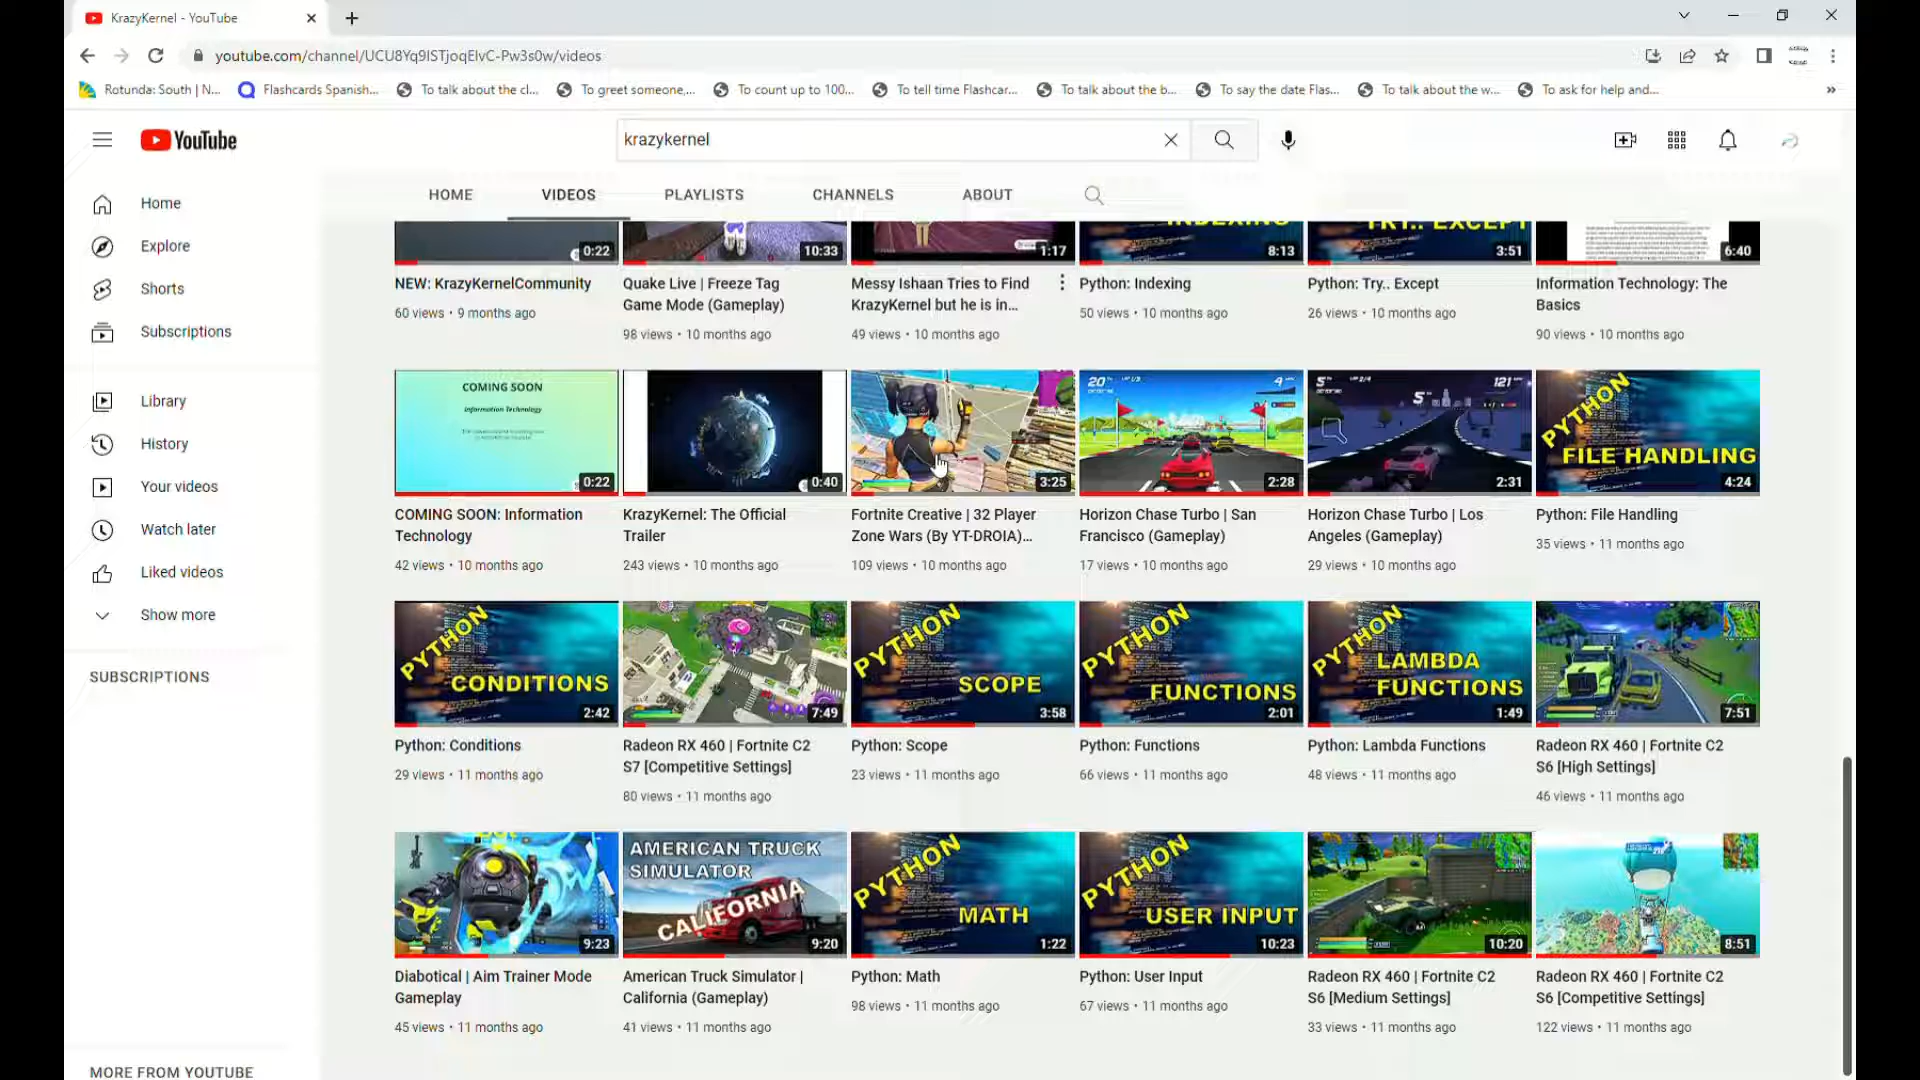 KrazyKernel - YouTube
youtube.com/channel/UCU8Yq9ISTjoqElvC-Pw3s0w/videos
Rotunda: South | N...
Flashcards Spanish...
To talk about the cl...
To greet someone,...
To count up to 100...
To tell time Flashcar...
To talk about the b...
To say the date Flas...
To talk about the w...
To ask for help and...
YouTube
krazykernel
HOME
VIDEOS
PLAYLISTS
CHANNELS
ABOUT
Home
Explore
Shorts
Subscriptions
Library
History
Your videos
Watch later
Liked videos
Show more
SUBSCRIPTIONS
MORE FROM YOUTUBE
0:22
NEW: KrazyKernelCommunity
60 views • 9 months ago
10:33
Quake Live | Freeze Tag
Game Mode (Gameplay)
98 views • 10 months ago
1:17
Messy Ishaan Tries to Find
KrazyKernel but he is in...
49 views • 10 months ago
INDEXING
8:13
Python: Indexing
50 views • 10 months ago
TRY.. EXCEPT
3:51
Python: Try.. Except
26 views • 10 months ago
6:40
Information Technology: The
Basics
90 views • 10 months ago
COMING SOON
Information Technology
0:22
COMING SOON: Information
Technology
42 views • 10 months ago
0:40
KrazyKernel: The Official
Trailer
243 views • 10 months ago
3:25
Fortnite Creative | 32 Player
Zone Wars (By YT-DROIA)...
109 views • 10 months ago
20th
LAP 1/3
4th
2:28
Horizon Chase Turbo | San
Francisco (Gameplay)
17 views • 10 months ago
5th
LAP 2/4
5th
121 MPH
2:31
Horizon Chase Turbo | Los
Angeles (Gameplay)
29 views • 10 months ago
PYTHON
FILE HANDLING
4:24
Python: File Handling
35 views • 11 months ago
PYTHON
CONDITIONS
2:42
Python: Conditions
29 views • 11 months ago
7:49
Radeon RX 460 | Fortnite C2
S7 [Competitive Settings]
80 views • 11 months ago
PYTHON
SCOPE
3:58
Python: Scope
23 views • 11 months ago
PYTHON
FUNCTIONS
2:01
Python: Functions
66 views • 11 months ago
PYTHON
LAMBDA
FUNCTIONS
1:49
Python: Lambda Functions
48 views • 11 months ago
7:51
Radeon RX 460 | Fortnite C2
S6 [High Settings]
46 views • 11 months ago
9:23
Diabotical | Aim Trainer Mode
Gameplay
45 views • 11 months ago
AMERICAN TRUCK
SIMULATOR
CALIFORNIA
9:20
American Truck Simulator |
California (Gameplay)
41 views • 11 months ago
PYTHON
MATH
1:22
Python: Math
98 views • 11 months ago
PYTHON
USER INPUT
10:23
Python: User Input
67 views • 11 months ago
10:20
Radeon RX 460 | Fortnite C2
S6 [Medium Settings]
33 views • 11 months ago
8:51
Radeon RX 460 | Fortnite C2
S6 [Competitive Settings]
122 views • 11 months ago